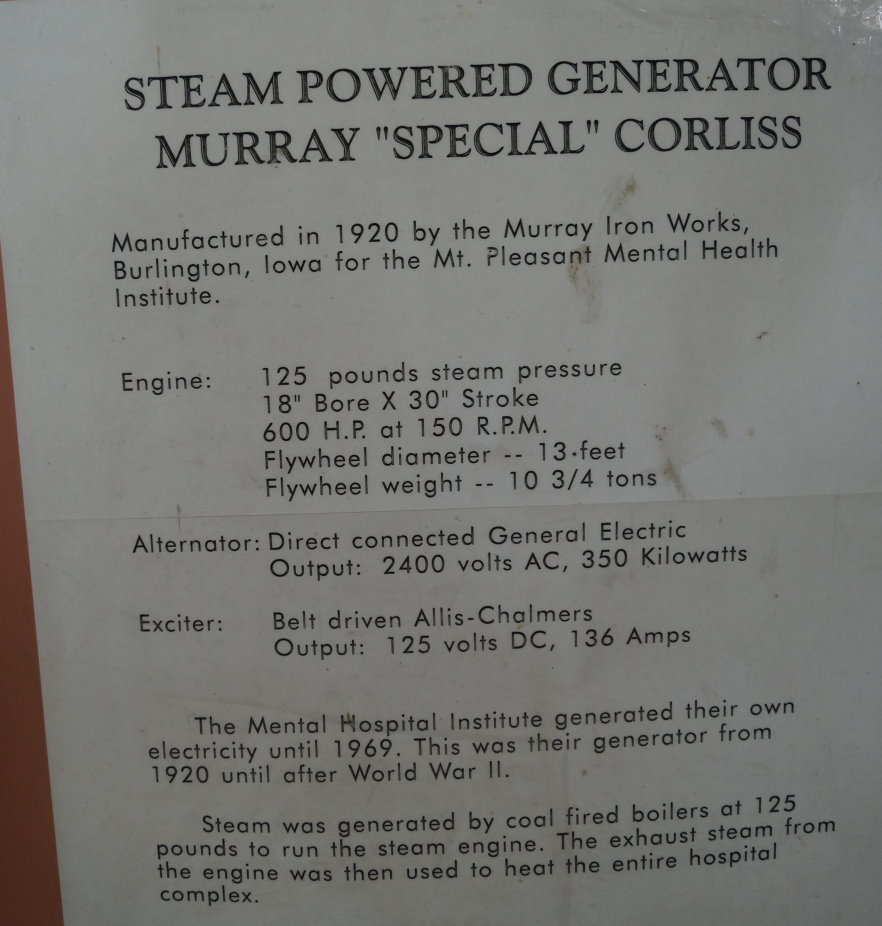 STEAM POWERED GENERATOR
MURRAY "SPECIAL" CORLISS
Manufactured in 1920 by the Murray Iron Works,
Burlington, Iowa for the Mt. Pleasant Mental Health
Institute.
Engine: 125 pounds steam pressure
18" Bore X 30" Stroke
600 H.P. at 150 R.P.M.
Flywheel diameter -- 13 feet
Flywheel weight -- 10 3/4 tons
Alternator: Direct connected General Electric
Output: 2400 volts AC, 350 Kilowatts
Exciter: Belt driven Allis-Chalmers
Output: 125 volts DC, 136 Amps
The Mental Hospital Institute generated their own
electricity until 1969. This was their generator from
1920 until after World War II.
Steam was generated by coal fired boilers at 125
pounds to run the steam engine. The exhaust steam from
the engine was then used to heat the entire hospital
complex.